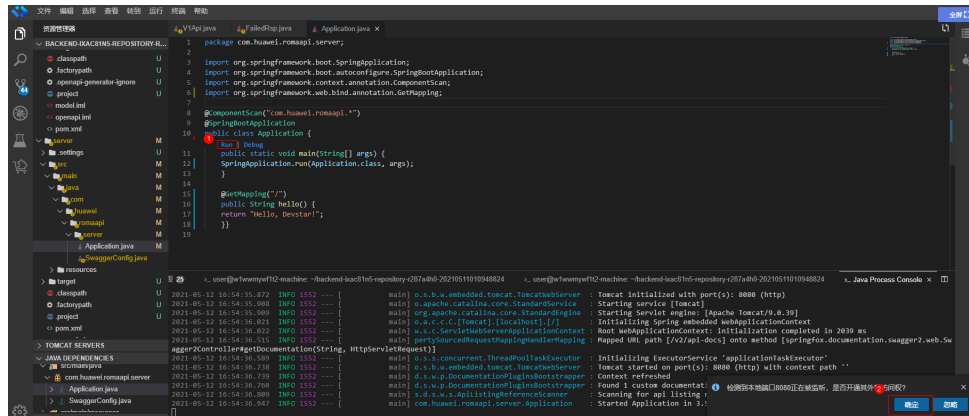 文件 编辑 选择 查看 转到 运行 终端 帮助
全屏
资源管理器
BACKEND-IXAC81N5-REPOSITORY-R...
.classpath U
.factorypath U
.openapi-generator-ignore U
.project U
model.iml
openapi.iml
pom.xml
server M
.settings U
src M
main M
java M
com M
huawei M
romaapi M
server M
Application.java M
SwaggerConfig.java
resources
target U
.classpath U
factorypath U
.project U
pom.xml
TOMCAT SERVERS
JAVA DEPENDENCIES
src/main/java
com.huawei.romaapi.server
Application.java
SwaggerConfig.java
44
V1Api.java FailedRsp.java Application.java ×
1 package com.huawei.romaapi.server;
2
3 import org.springframework.boot.SpringApplication;
4 import org.springframework.boot.autoconfigure.SpringBootApplication;
5 import org.springframework.context.annotation.ComponentScan;
6 import org.springframework.web.bind.annotation.GetMapping;
7
8 @ComponentScan("com.huawei.romaapi.*")
9 @SpringBootApplication
10 public class Application {
1
Run | Debug
11 public static void main(String[] args) {
12 SpringApplication.run(Application.class, args);
13 }
14
15 @GetMapping("/")
16 public String hello() {
17 return "Hello, Devstar!";
18 }}
19
>_ user@w1wwmywf1t2-machine: ~/backend-ixac81n5-repository-r287a4h0-20210511010948824 >_ user@w1wwmywf1t2-machine: ~/backend-ixac81n5-repository-r287a4h0-20210511010948824 >_ Java Process Console ×
2021-05-12 16:54:35.872 INFO 1552 --- [ main] o.s.b.w.embedded.tomcat.TomcatWebServer : Tomcat initialized with port(s): 8080 (http)
2021-05-12 16:54:35.908 INFO 1552 --- [ main] o.apache.catalina.core.StandardService : Starting service [Tomcat]
2021-05-12 16:54:35.909 INFO 1552 --- [ main] org.apache.catalina.core.StandardEngine : Starting Servlet engine: [Apache Tomcat/9.0.39]
2021-05-12 16:54:36.021 INFO 1552 --- [ main] o.a.c.c.C.[Tomcat].[localhost].[/] : Initializing Spring embedded WebApplicationContext
2021-05-12 16:54:36.022 INFO 1552 --- [ main] w.s.c.ServletWebServerApplicationContext : Root WebApplicationContext: initialization completed in 2039 ms
2021-05-12 16:54:36.515 INFO 1552 --- [ main] pertySourcedRequestMappingHandlerMapping : Mapped URL path [/v2/api-docs] onto method [springfox.documentation.swagger2.web.Sw
agger2Controller#getDocumentation(String, HttpServletRequest)]
2021-05-12 16:54:36.589 INFO 1552 --- [ main] o.s.s.concurrent.ThreadPoolTaskExecutor : Initializing ExecutorService 'applicationTaskExecutor'
2021-05-12 16:54:36.738 INFO 1552 --- [ main] o.s.b.w.embedded.tomcat.TomcatWebServer : Tomcat started on port(s): 8080 (http) with context path ''
2021-05-12 16:54:36.739 INFO 1552 --- [ main] d.s.w.p.DocumentationPluginsBootstrapper : Context refreshed
2021-05-12 16:54:36.760 INFO 1552 --- [ main] d.s.w.p.DocumentationPluginsBootstrapper : Found 1 custom documentati
2021-05-12 16:54:36.809 INFO 1552 --- [ main] s.d.s.w.s.ApiListingReferenceScanner : Scanning for api listing
2021-05-12 16:54:36.947 INFO 1552 --- [ main] com.huawei.romaapi.server.Application : Started Application in 3.
检测到本地端口8080正在被监听，是否开通其外 2 访问权?
确定 忽略